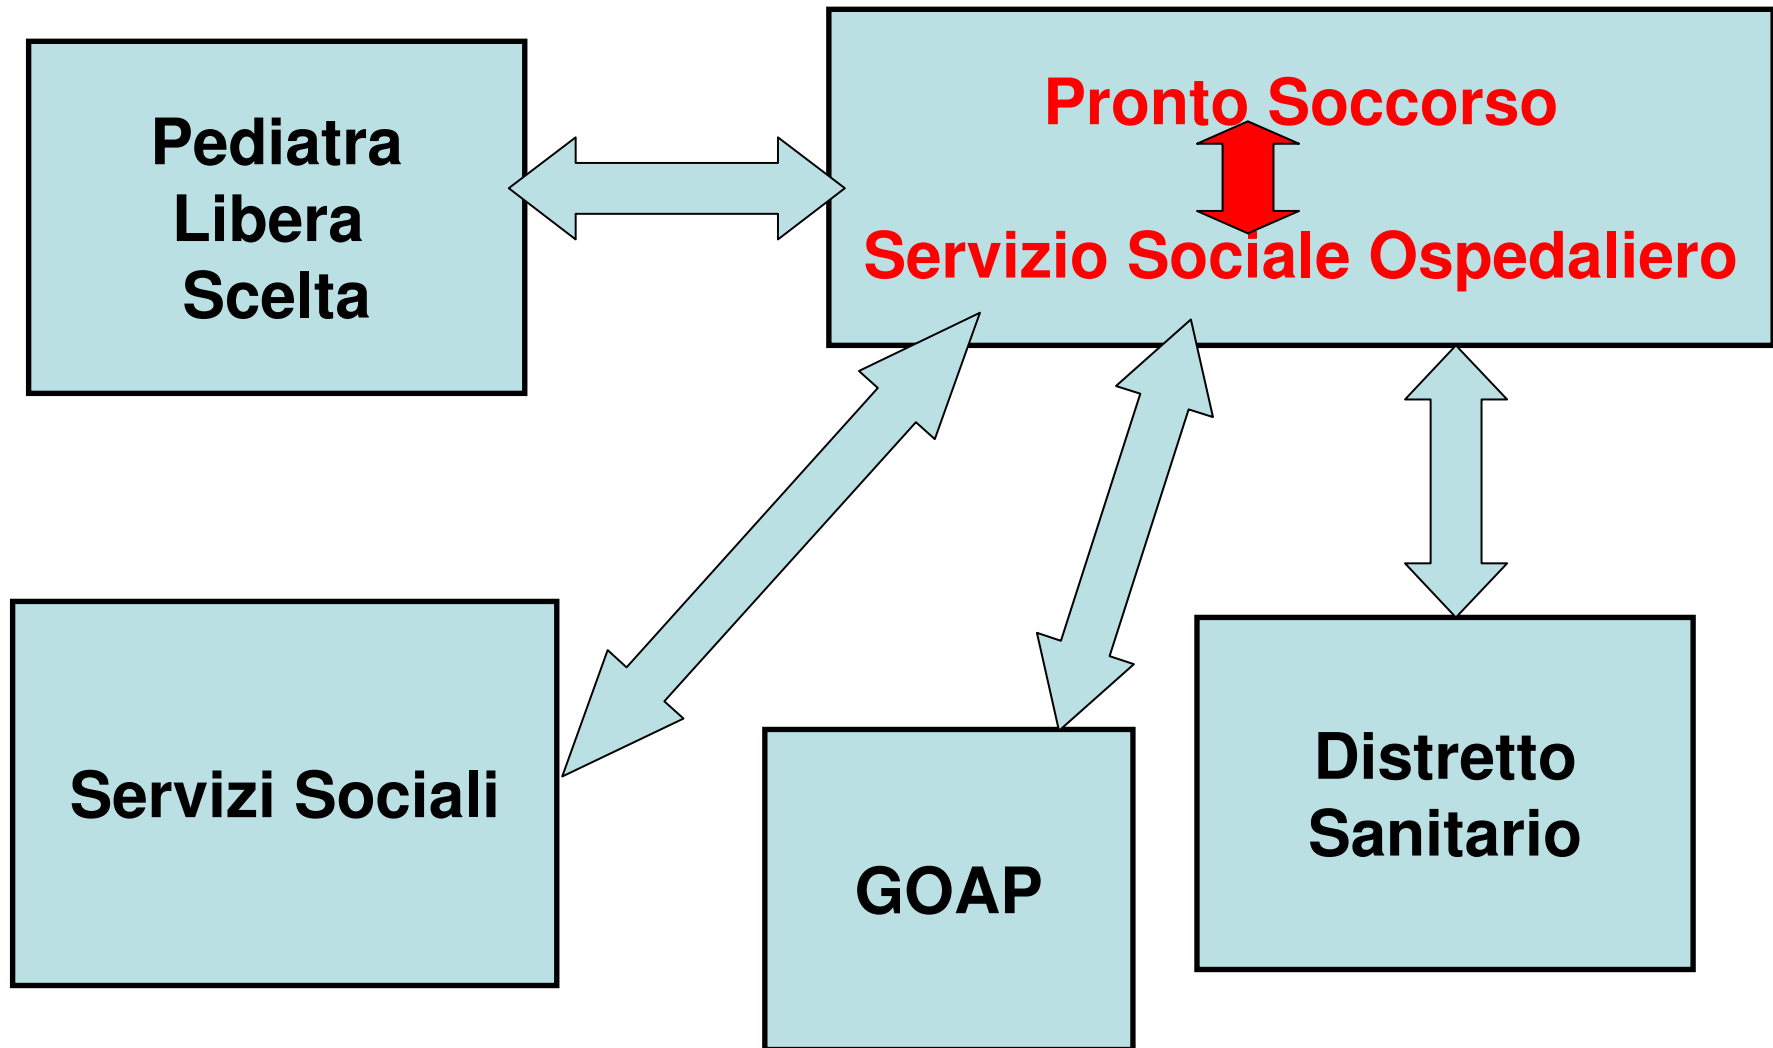 Pediatra
Libera
Scelta
Pronto Soccorso
Servizio Sociale Ospedaliero
Servizi Sociali
GOAP
Distretto
Sanitario